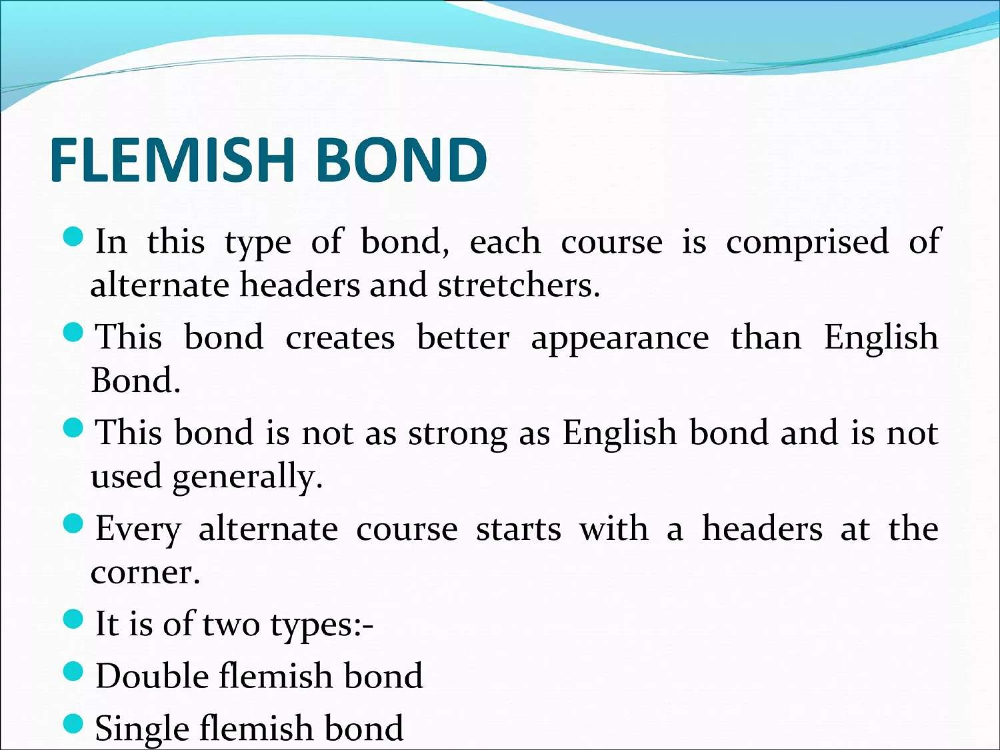 FLEMISH BOND
In this type of bond, each course is comprised of
alternate headers and stretchers.
This bond creates better appearance than English
Bond.
This bond is not as strong as English bond and is not
used generally.
Every alternate course starts with a headers at the
corner.
It is of two types:-
Double flemish bond
Single flemish bond